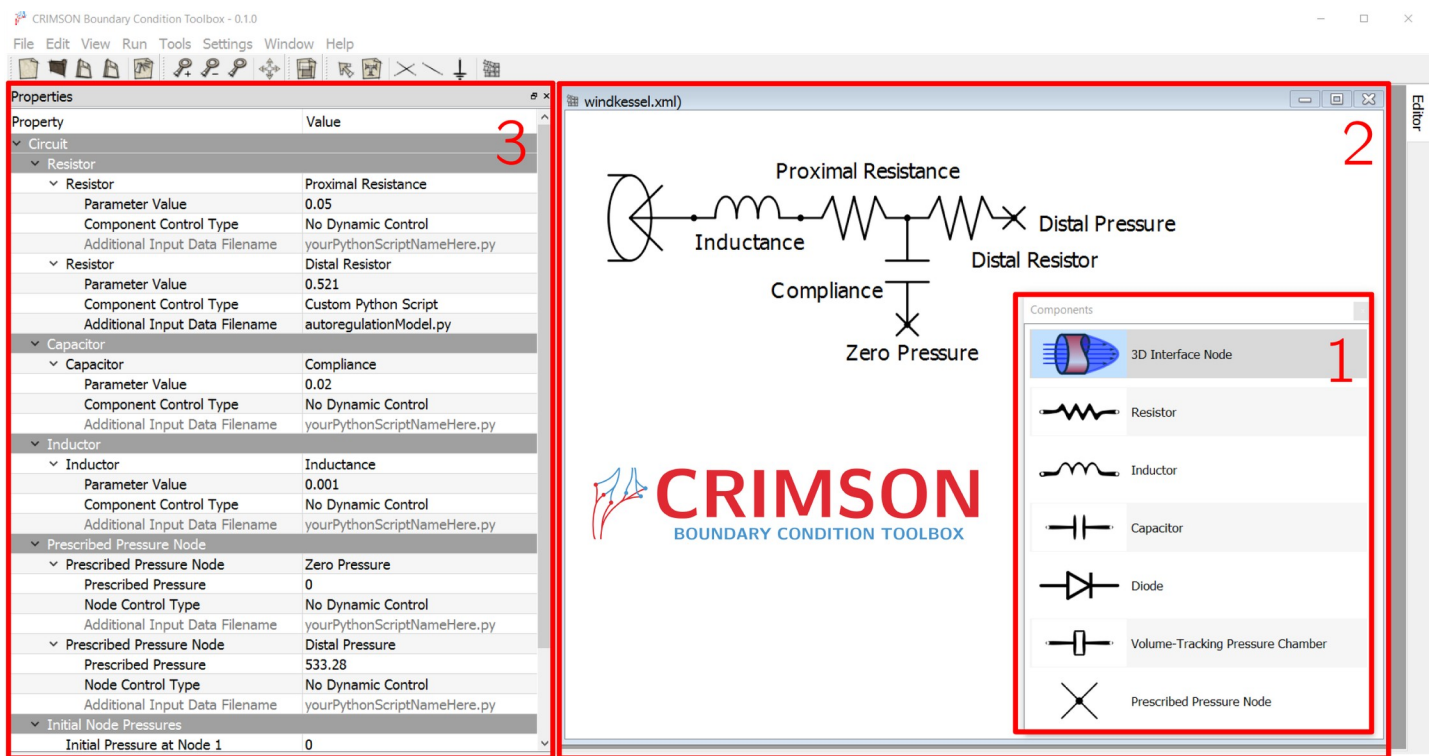 CRIMSON Boundary Condition Toolbox - 0.1.0
File Edit View Run Tools Settings Window Help
Properties
Property Value
3
Circuit
Resistor
Resistor Proximal Resistance
Parameter Value 0.05
Component Control Type No Dynamic Control
Additional Input Data Filename yourPythonScriptNameHere.py
Resistor Distal Resistor
Parameter Value 0.521
Component Control Type Custom Python Script
Additional Input Data Filename autoregulationModel.py
Capacitor
Capacitor Compliance
Parameter Value 0.02
Component Control Type No Dynamic Control
Additional Input Data Filename yourPythonScriptNameHere.py
Inductor
Inductor Inductance
Parameter Value 0.001
Component Control Type No Dynamic Control
Additional Input Data Filename yourPythonScriptNameHere.py
Prescribed Pressure Node
Prescribed Pressure Node Zero Pressure
Prescribed Pressure 0
Node Control Type No Dynamic Control
Additional Input Data Filename yourPythonScriptNameHere.py
Prescribed Pressure Node Distal Pressure
Prescribed Pressure 533.28
Node Control Type No Dynamic Control
Additional Input Data Filename yourPythonScriptNameHere.py
Initial Node Pressures
Initial Pressure at Node 1 0
windkessel.xml)
2
Proximal Resistance
Distal Pressure
Inductance
Distal Resistor
Compliance
Zero Pressure
CRIMSON
BOUNDARY CONDITION TOOLBOX
Components
1
3D Interface Node
Resistor
Inductor
Capacitor
Diode
Volume-Tracking Pressure Chamber
Prescribed Pressure Node
Editor